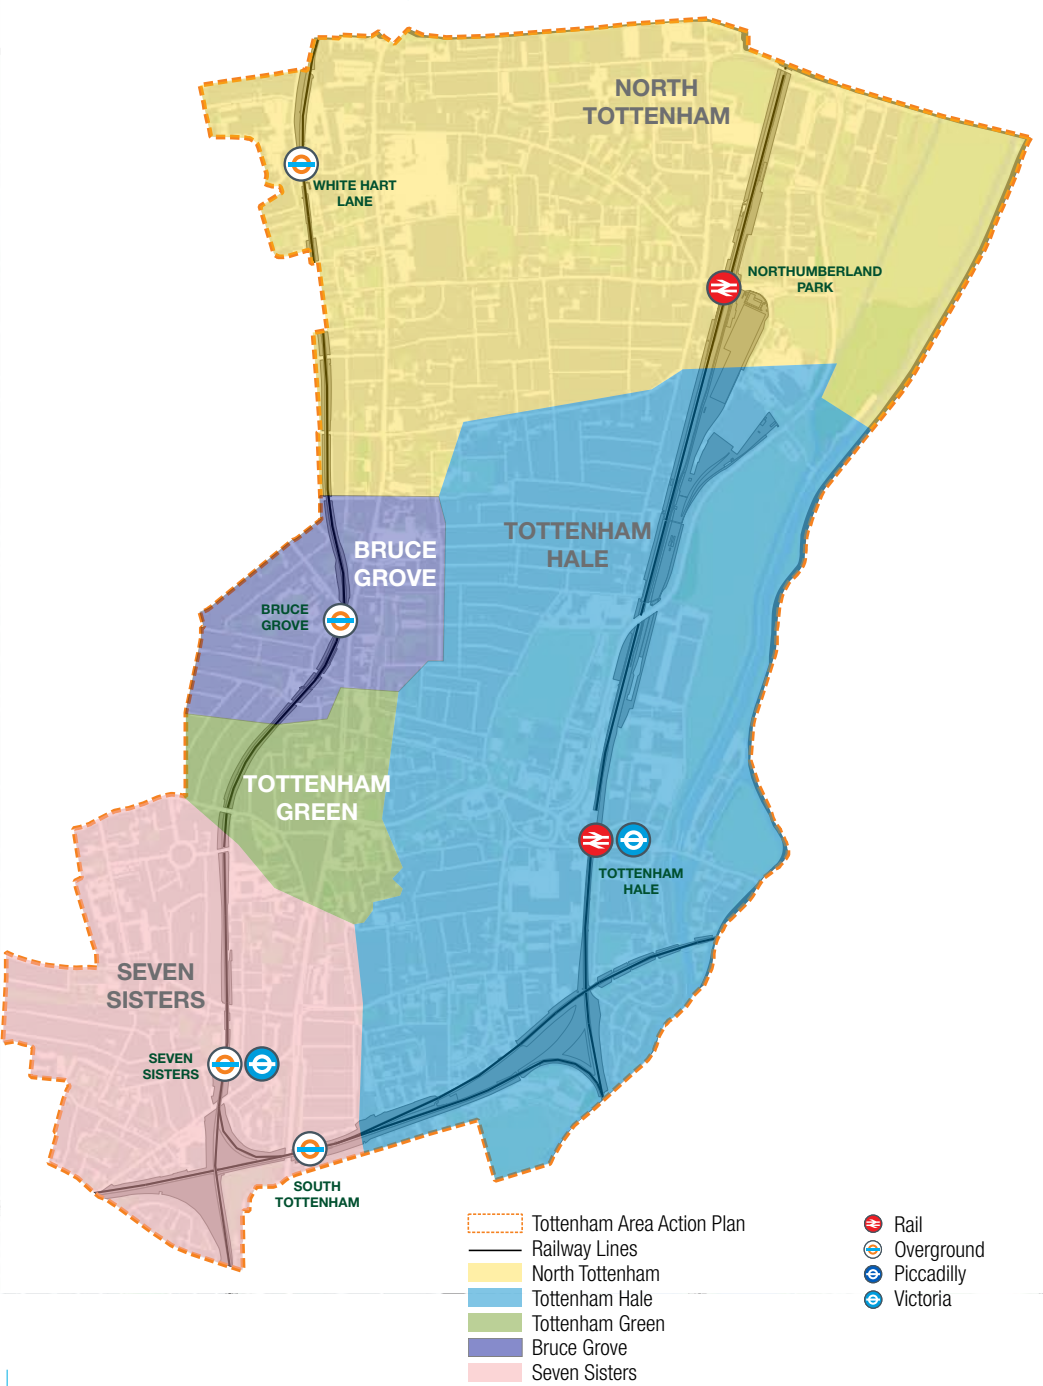 NORTH
TOTTENHAM
WHITE HART
LANE
NORTHUMBERLAND
PARK
TOTTENHAM
HALE
BRUCE
GROVE
BRUCE
GROVE
TOTTENHAM
GREEN
TOTTENHAM
HALE
SEVEN
SISTERS
SEVEN
SISTERS
SOUTH
TOTTENHAM
Tottenham Area Action Plan
Railway Lines
North Tottenham
Tottenham Hale
Tottenham Green
Bruce Grove
Seven Sisters
Rail
Overground
Piccadilly
Victoria